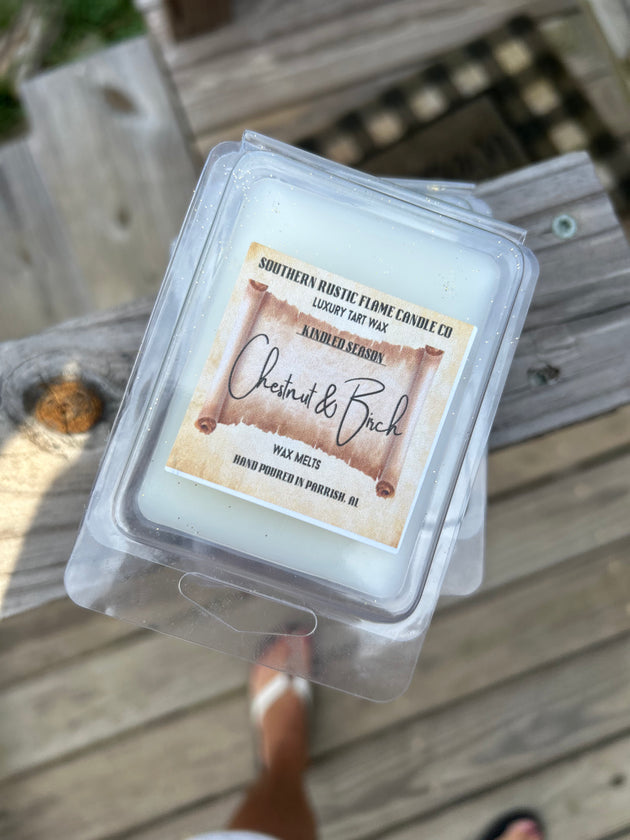 SOUTHERN RUSTIC FLAME CANDLE CO
LUXURY TART WAX
KINDLED SEASON
Chestnut & Birch
WAX MELTS
HAND POURED IN PARRISH, AL